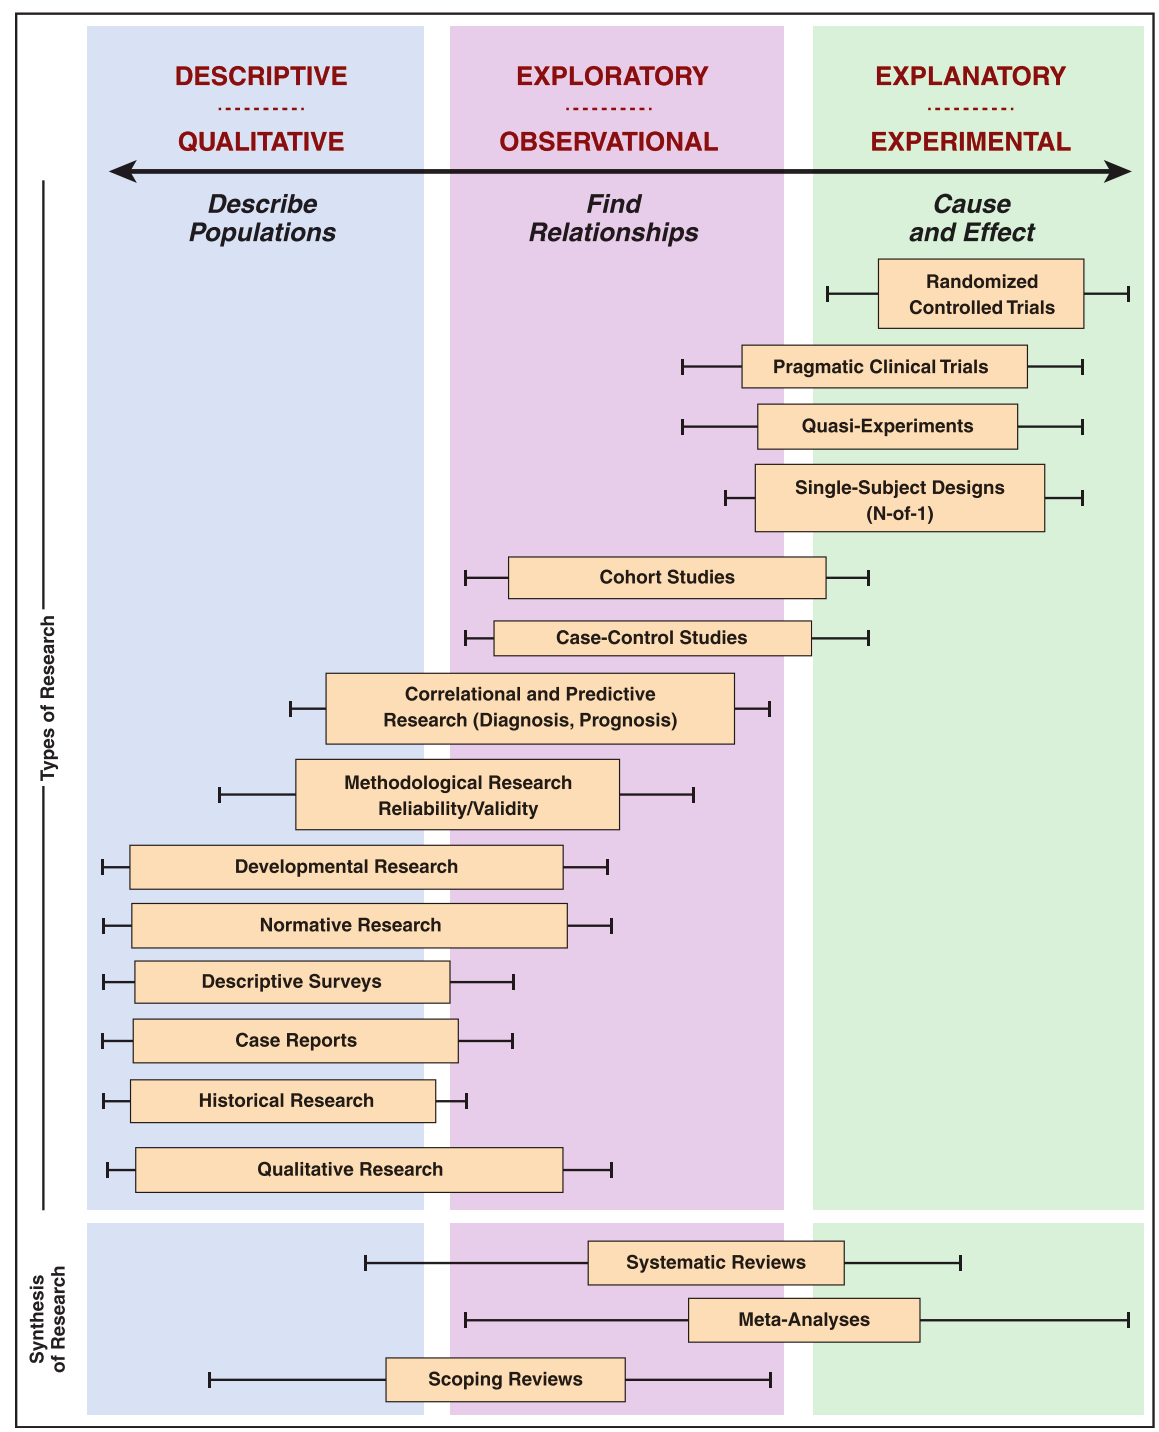 DESCRIPTIVE
QUALITATIVE
EXPLORATORY
OBSERVATIONAL
EXPLANATORY
EXPERIMENTAL
Describe
Populations
Find
Relationships
Cause
and Effect
Types of Research
Randomized
Controlled Trials
Pragmatic Clinical Trials
Quasi-Experiments
Single-Subject Designs
(N-of-1)
Cohort Studies
Case-Control Studies
Correlational and Predictive
Research (Diagnosis, Prognosis)
Methodological Research
Reliability/Validity
Developmental Research
Normative Research
Descriptive Surveys
Case Reports
Historical Research
Qualitative Research
Synthesis
of Research
Systematic Reviews
Meta-Analyses
Scoping Reviews